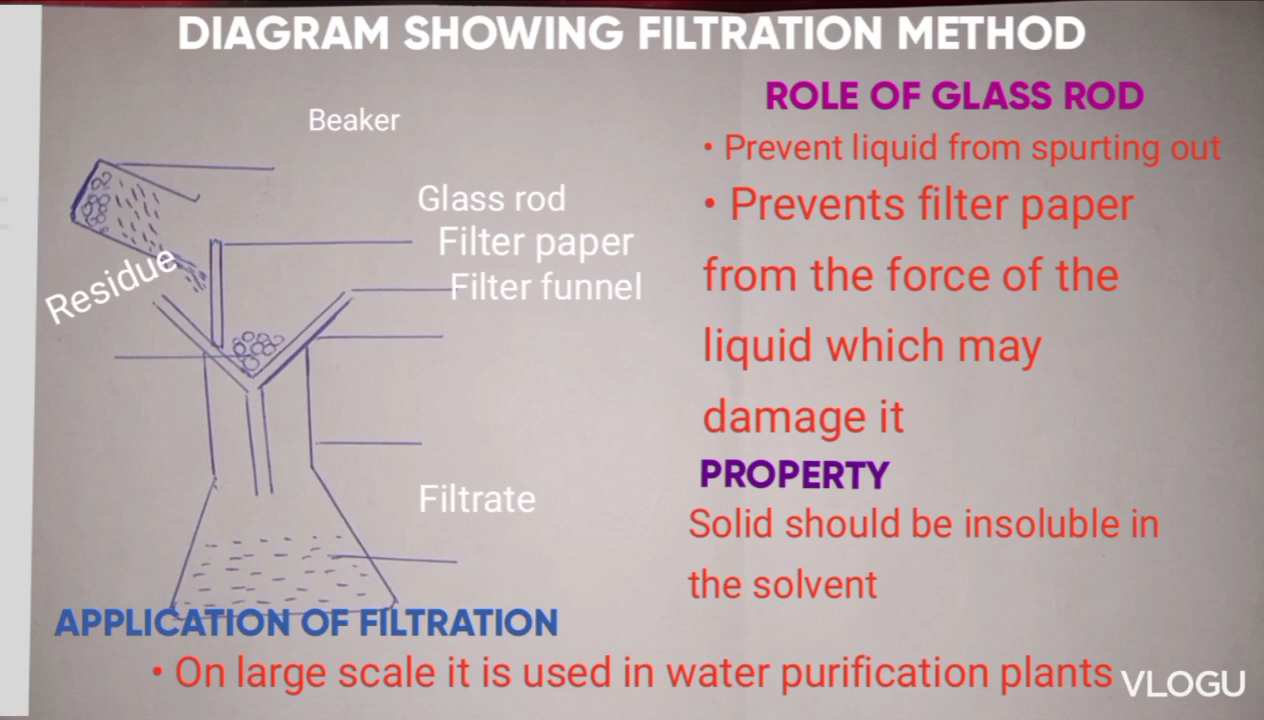 DIAGRAM SHOWING FILTRATION METHOD
Beaker
Glass rod
Filter paper
Filter funnel
Residue
Filtrate
ROLE OF GLASS ROD
• Prevent liquid from spurting out
• Prevents filter paper
from the force of the
liquid which may
damage it
PROPERTY
Solid should be insoluble in
the solvent
APPLICATION OF FILTRATION
• On large scale it is used in water purification plants
VLOGU